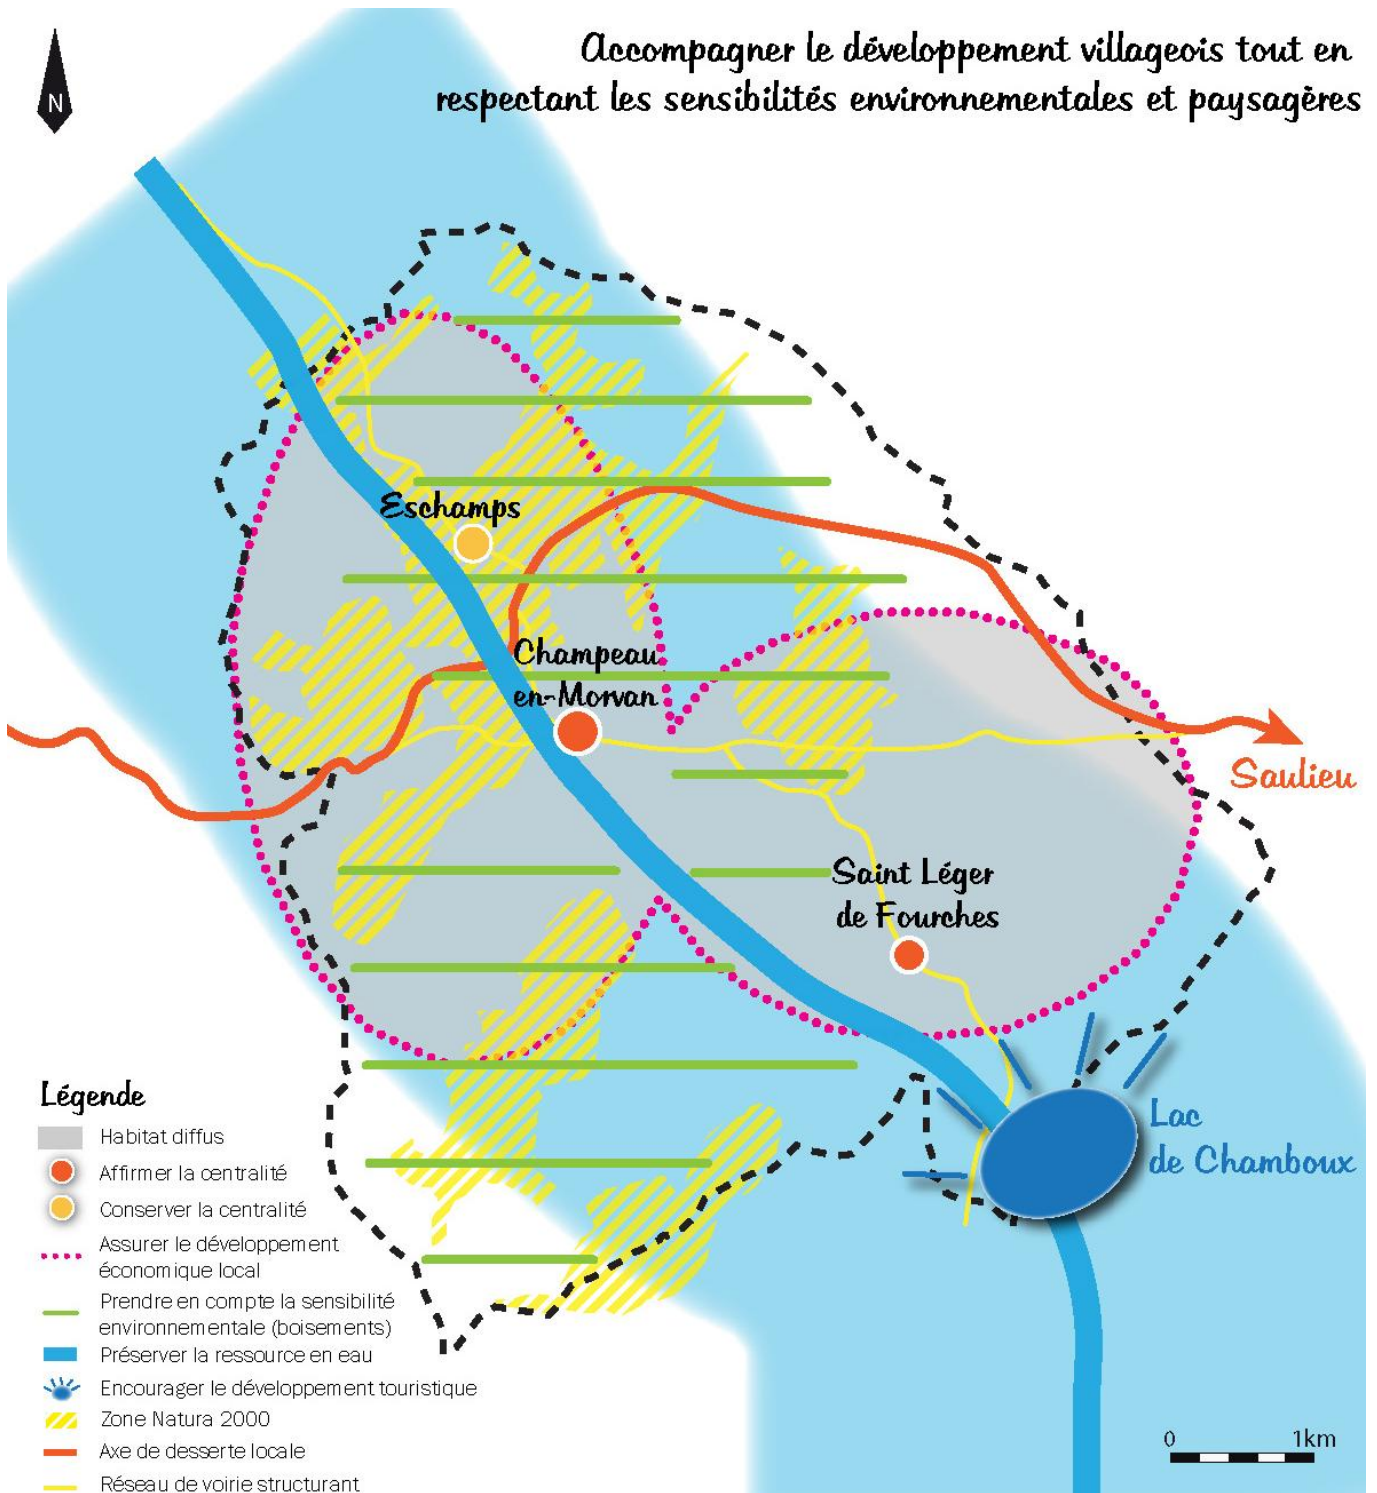 Accompagner le développement villageois tout en
respectant les sensibilités environnementales et paysagères
N
Eschamps
Champeau
en-Morvan
Saulieu
Saint Léger
de Fourches
Lac
de Chamboux
Légende
Habitat diffus
Affirmer la centralité
Conserver la centralité
Assurer le développement
économique local
Prendre en compte la sensibilité
environnementale (boisements)
Préserver la ressource en eau
Encourager le développement touristique
Zone Natura 2000
Axe de desserte locale
Réseau de voirie structurant
0 1km